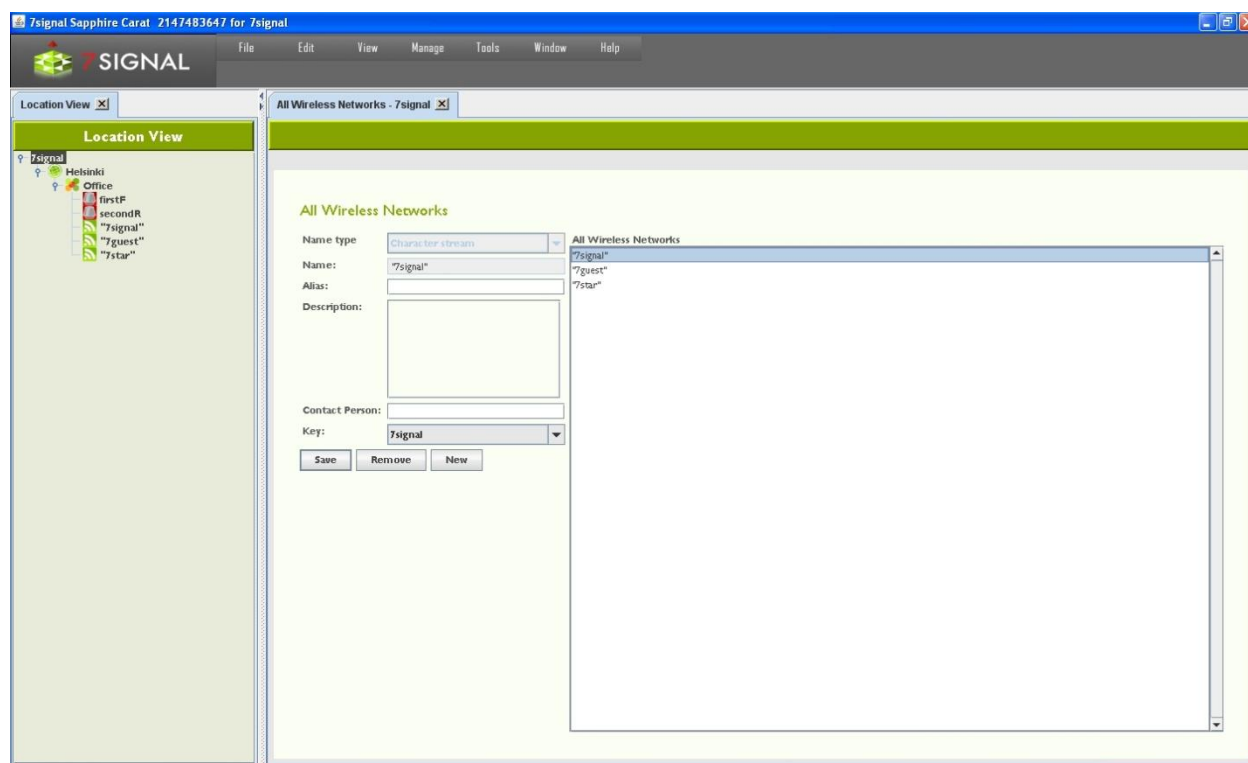 7signal Sapphire Carat 2147483647 for 7signal
7SIGNAL
File Edit View Manage Tools Window Help
Location View
All Wireless Networks - 7signal
Location View
7signal
Helsinki
Office
firstF
secondR
"7signal"
"7guest"
"7star"
All Wireless Networks
Name type
Character stream
Name:
"7signal"
Alias:
Description:
Contact Person:
Key:
7signal
Save Remove New
All Wireless Networks
"7signal"
"7guest"
"7star"